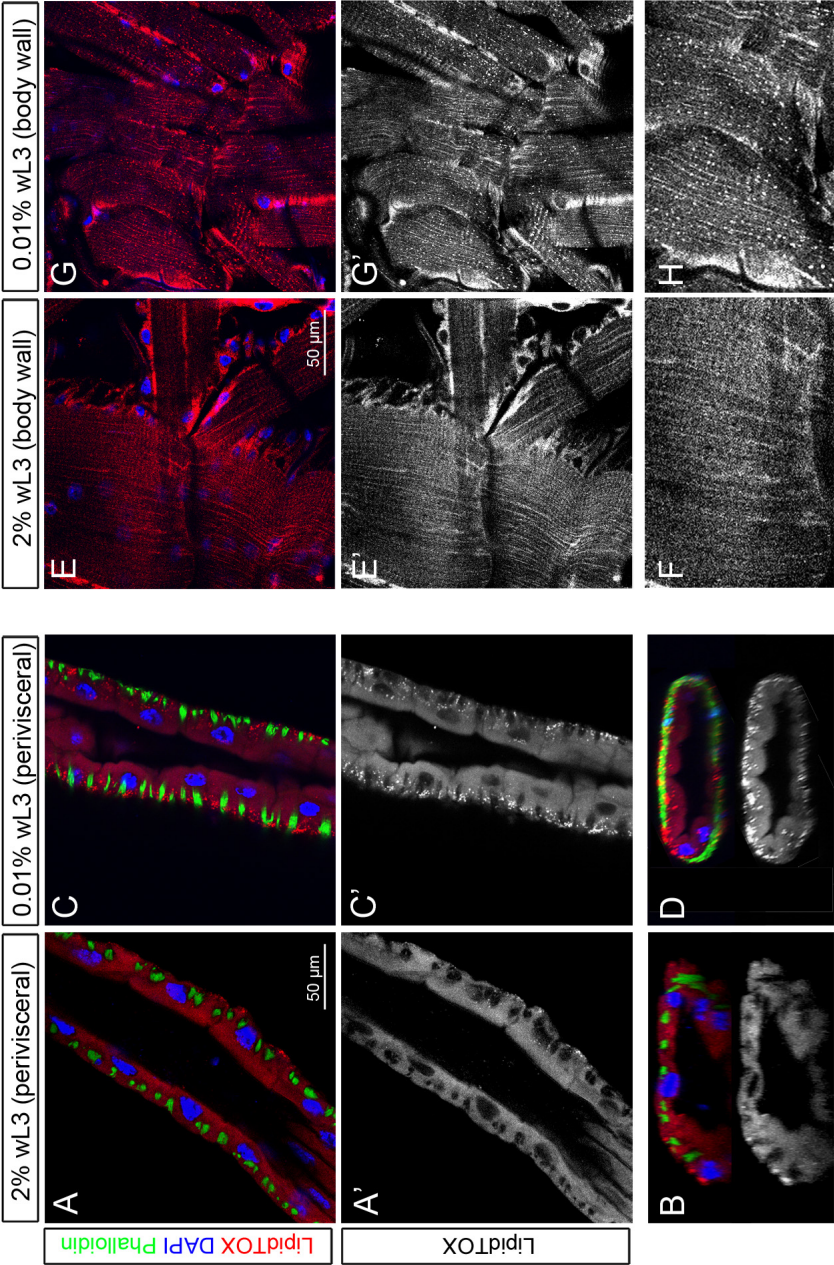 2% wL3 (perivisceral)
0.01% wL3 (perivisceral)
2% wL3 (body wall)
0.01% wL3 (body wall)
LipidTOX DAPI Phalloidin
A
50 µm
C
E
50 µm
G
LipidTOX
A’
C’
E’
G’
B
D
F
H